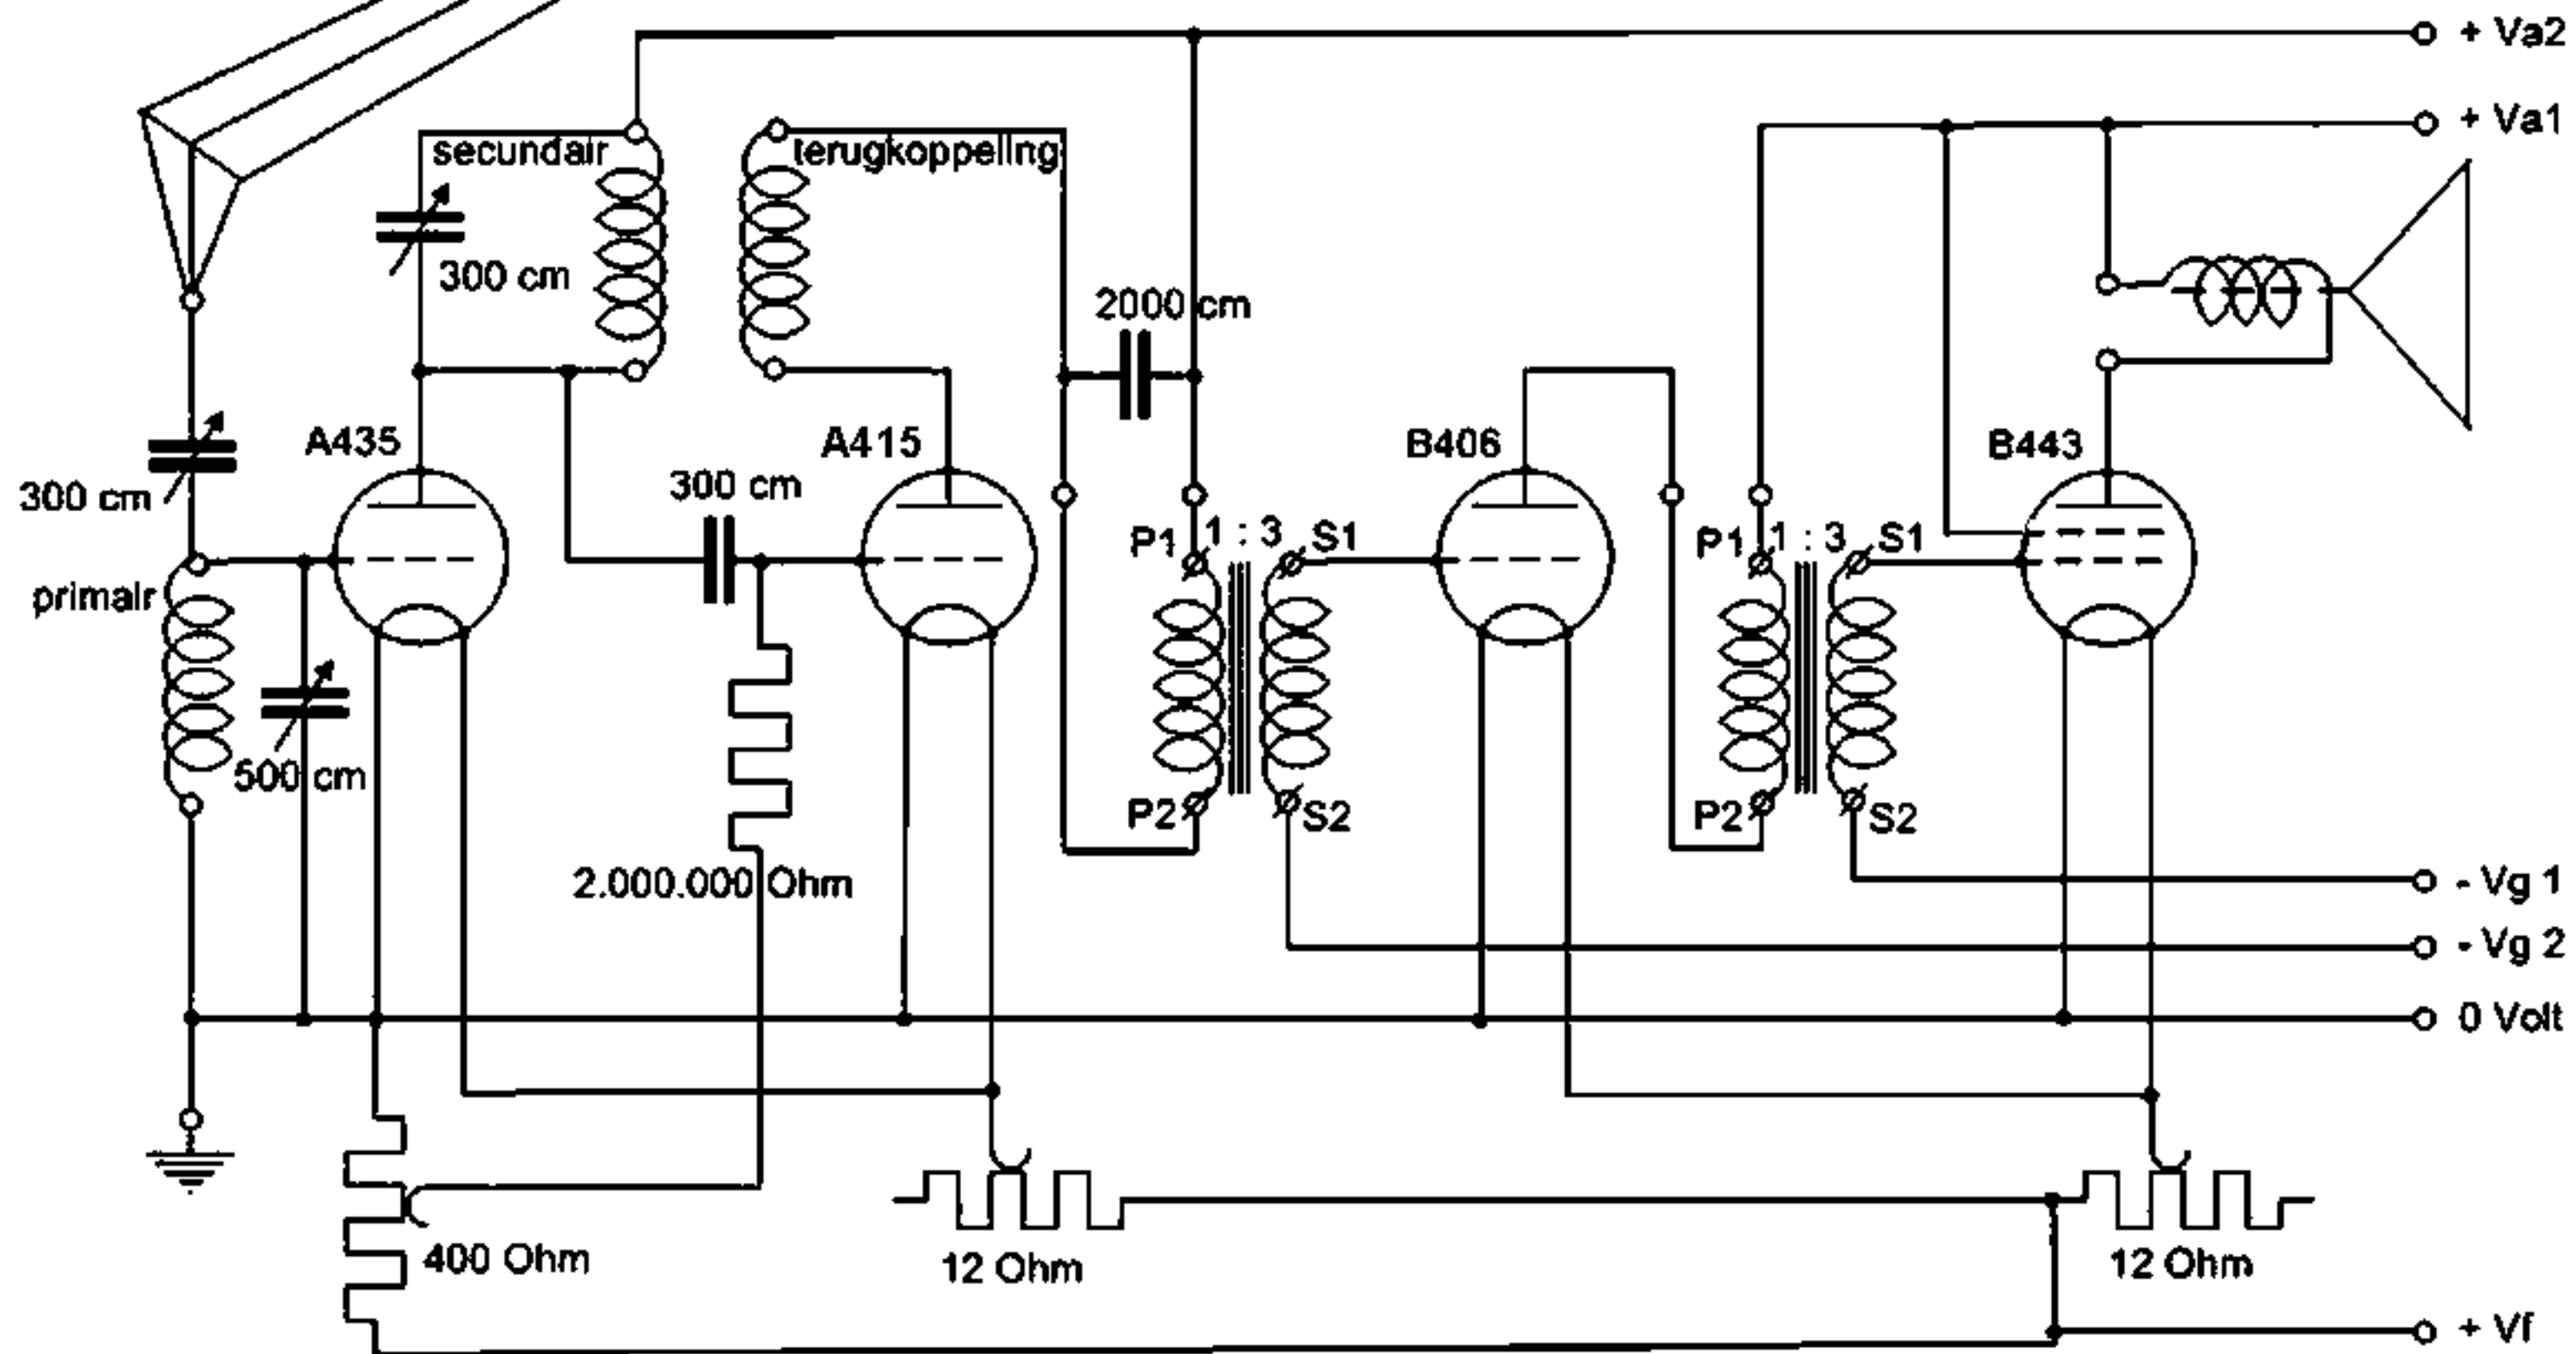 + Va2
+ Va1
secundair
terugkoppeling
300 cm
2000 cm
A435
A415
B406
B443
300 cm
300 cm
P1
1 : 3
S1
P1
1 : 3
S1
primair
500 cm
P2
S2
P2
S2
2.000.000 Ohm
- Vg 1
- Vg 2
0 Volt
400 Ohm
12 Ohm
12 Ohm
+ Vf